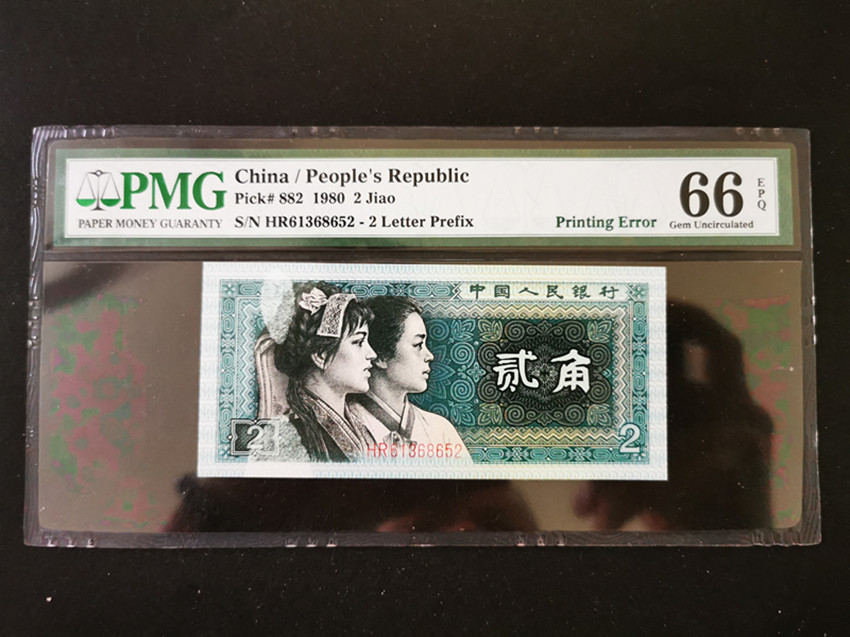 PMG
PAPER MONEY GUARANTY
China / People's Republic
Pick# 882 1980 2 Jiao
S/N HR61368652 - 2 Letter Prefix
Printing Error
66
EPQ
Gem Uncirculated
中国人民银行
贰角
2
HR61368652
2